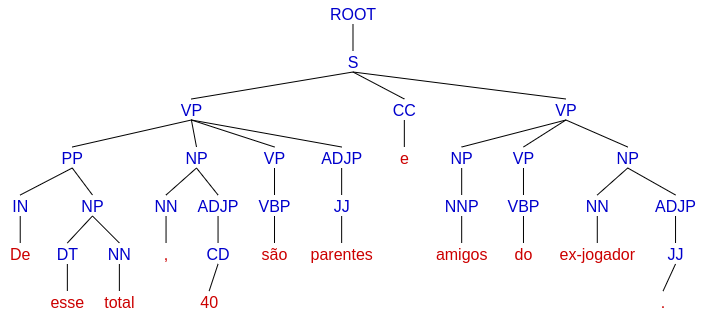 ROOT
S
VP CC VP
PP NP VP ADJP e NP VP NP
IN NP NN ADJP VBP JJ NNP VBP NN ADJP
De DT NN , CD são parentes amigos do ex-jogador JJ
esse total 40 .